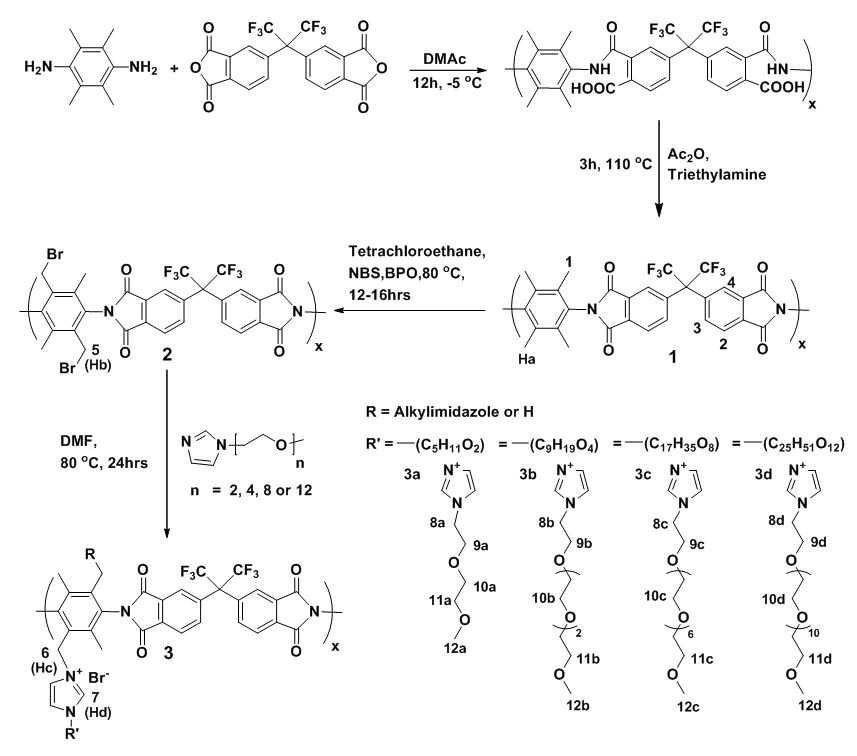 H₂N NH₂ + O O O O O O F₃C CF₃
DMAc
12h, -5 °C
O F₃C CF₃ O
NH HN
HOOC COOH
x
3h, 110 °C
Ac₂O,
Triethylamine
1 O F₃C CF₃ 4 O
N N
O 3 2 O
Ha 1 x
Tetrachloroethane,
NBS,BPO,80 °C,
12-16hrs
Br
O F₃C CF₃ O
N N
O O
5
Br (Hb) 2 x
DMF,
80 °C, 24hrs
N N O
n
n = 2, 4, 8 or 12
R
O F₃C CF₃ O
N N
O O
6 3 x
(Hc)
N⁺ Br⁻
7
N (Hd)
R'
R = Alkylimidazole or H
R' = —(C₅H₁₁O₂) = —(C₉H₁₉O₄) = —(C₁₇H₃₅O₈) = —(C₂₅H₅₁O₁₂)
3a N⁺ 3b N⁺ 3c N⁺ 3d N⁺
N N N N
8a 8b 8c 8d
9a 9b 9c 9d
O O O O
10a 10b 10c 10d
11a O O O
O 2 6 10
12a 11b 11c 11d
O O O
12b 12c 12d